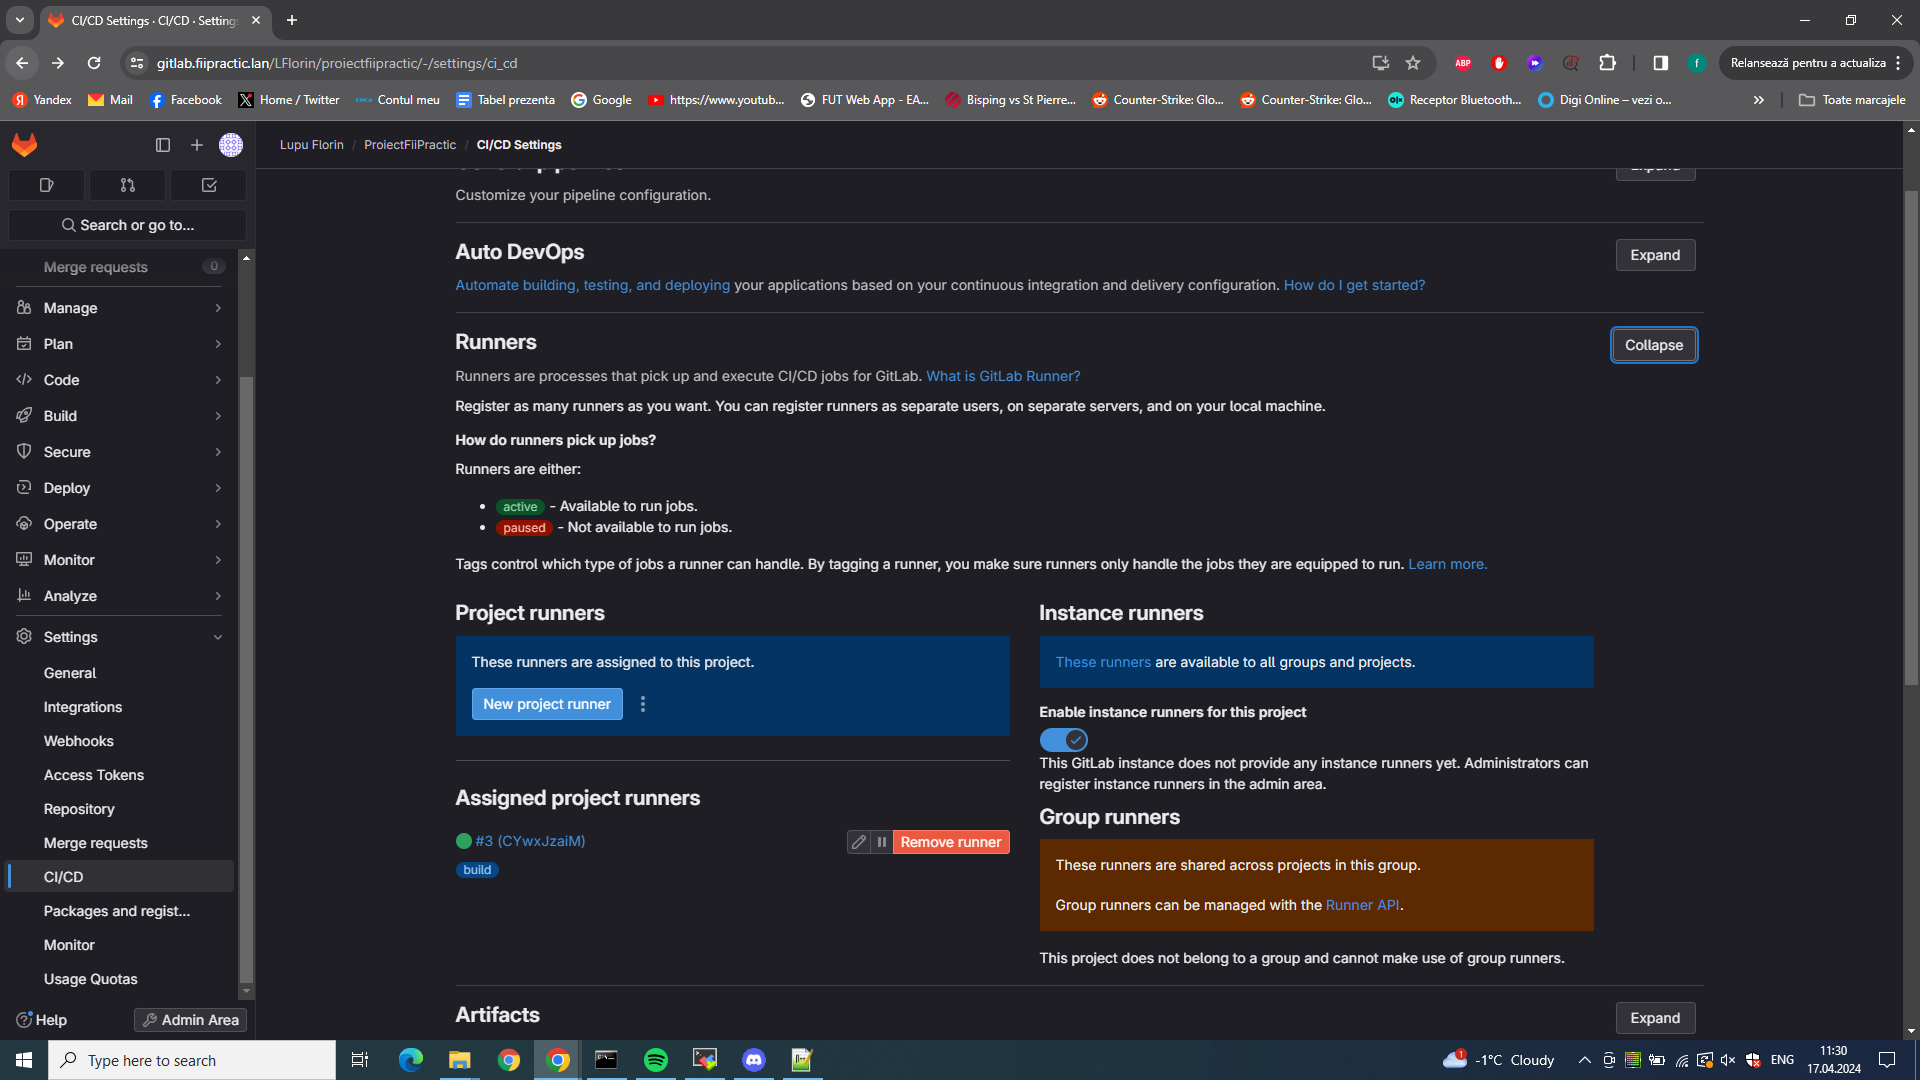 CI/CD Settings · CI/CD · Setting
gitlab.fiipractic.lan/LFlorin/proiectfiipractic/-/settings/ci_cd
ABP
f
Relansează pentru a actualiza
Yandex
Mail
Facebook
Home / Twitter
Contul meu
Tabel prezenta
Google
https://www.youtub...
FUT Web App - EA...
Bisping vs St Pierre...
Counter-Strike: Glo...
Counter-Strike: Glo...
Receptor Bluetooth...
Digi Online – vezi o...
Toate marcajele
Lupu Florin / ProiectFiiPractic / CI/CD Settings
Search or go to...
Merge requests 0
Manage
Plan
Code
Build
Secure
Deploy
Operate
Monitor
Analyze
Settings
General
Integrations
Webhooks
Access Tokens
Repository
Merge requests
CI/CD
Packages and regist...
Monitor
Usage Quotas
Help
Admin Area
Expand
Customize your pipeline configuration.
Auto DevOps
Expand
Automate building, testing, and deploying your applications based on your continuous integration and delivery configuration. How do I get started?
Runners
Collapse
Runners are processes that pick up and execute CI/CD jobs for GitLab. What is GitLab Runner?
Register as many runners as you want. You can register runners as separate users, on separate servers, and on your local machine.
How do runners pick up jobs?
Runners are either:
active - Available to run jobs.
paused - Not available to run jobs.
Tags control which type of jobs a runner can handle. By tagging a runner, you make sure runners only handle the jobs they are equipped to run. Learn more.
Project runners
These runners are assigned to this project.
New project runner
Assigned project runners
#3 (CYwxJzaiM)
Remove runner
build
Instance runners
These runners are available to all groups and projects.
Enable instance runners for this project
This GitLab instance does not provide any instance runners yet. Administrators can
register instance runners in the admin area.
Group runners
These runners are shared across projects in this group.
Group runners can be managed with the Runner API.
This project does not belong to a group and cannot make use of group runners.
Artifacts
Expand
Type here to search
1
-1°C Cloudy
ENG
11:30
17.04.2024